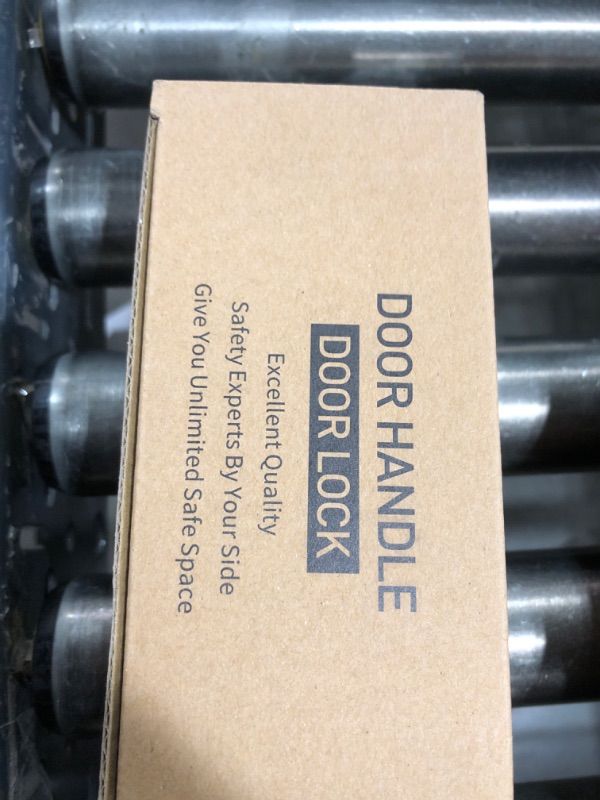 DOOR HANDLE
DOOR LOCK
Excellent Quality
Safety Experts By Your Side
Give You Unlimited Safe Space